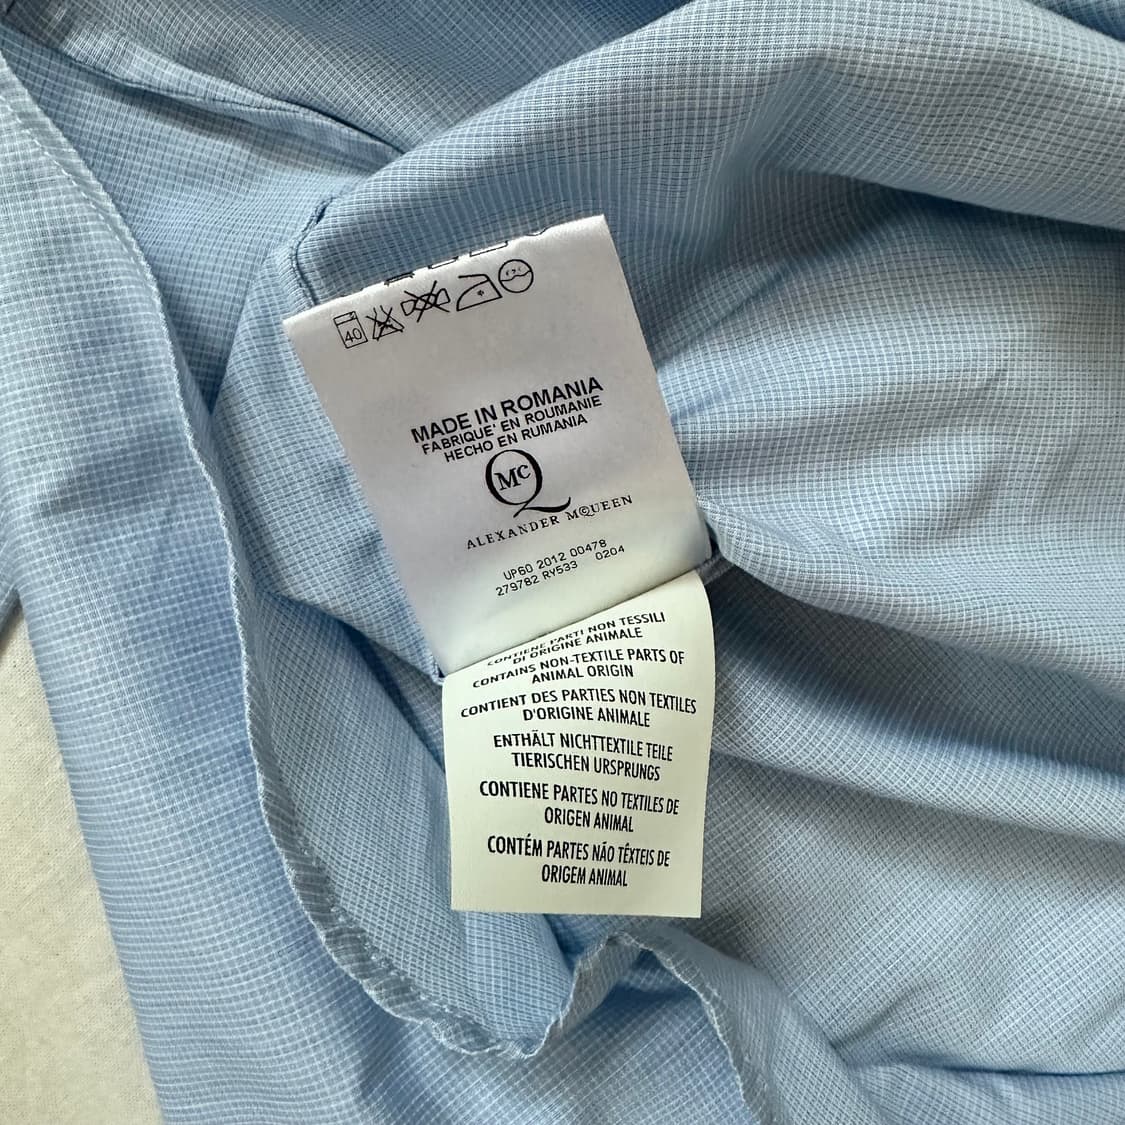 40
MADE IN ROMANIA
FABRIQUE' EN ROUMANIE
HECHO EN RUMANIA
McQ
ALEXANDER McQUEEN
UP60 2012 00478
279782 RY533 0204
CONTIENE PARTI NON TESSILI
DI ORIGINE ANIMALE
CONTAINS NON-TEXTILE PARTS OF
ANIMAL ORIGIN
CONTIENT DES PARTIES NON TEXTILES
D'ORIGINE ANIMALE
ENTHÄLT NICHTTEXTILE TEILE
TIERISCHEN URSPRUNGS
CONTIENE PARTES NO TEXTILES DE
ORIGEN ANIMAL
CONTÉM PARTES NÃO TÊXTEIS DE
ORIGEM ANIMAL